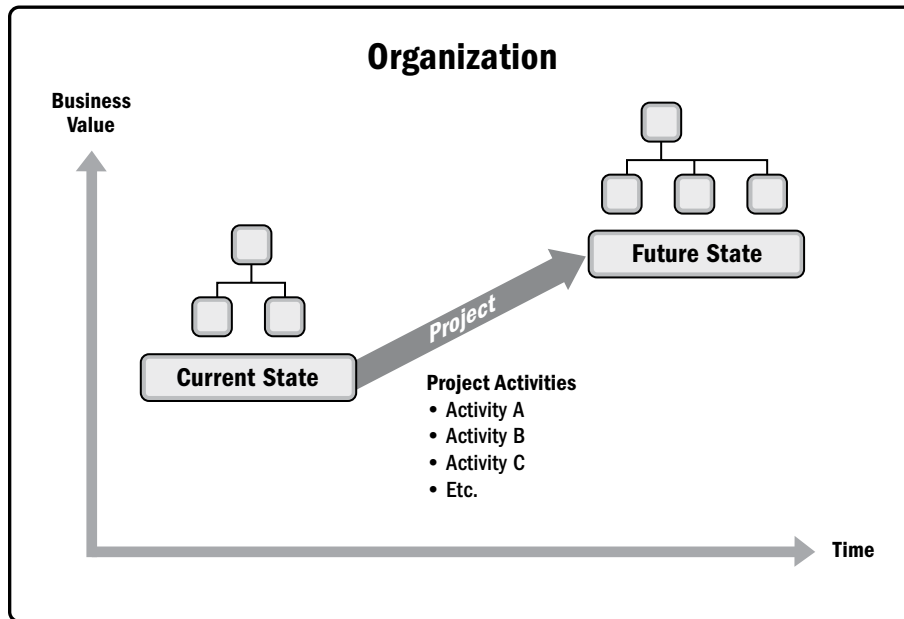 Organization
Business
Value
Future State
Project
Current State
Project Activities
• Activity A
• Activity B
• Activity C
• Etc.
Time